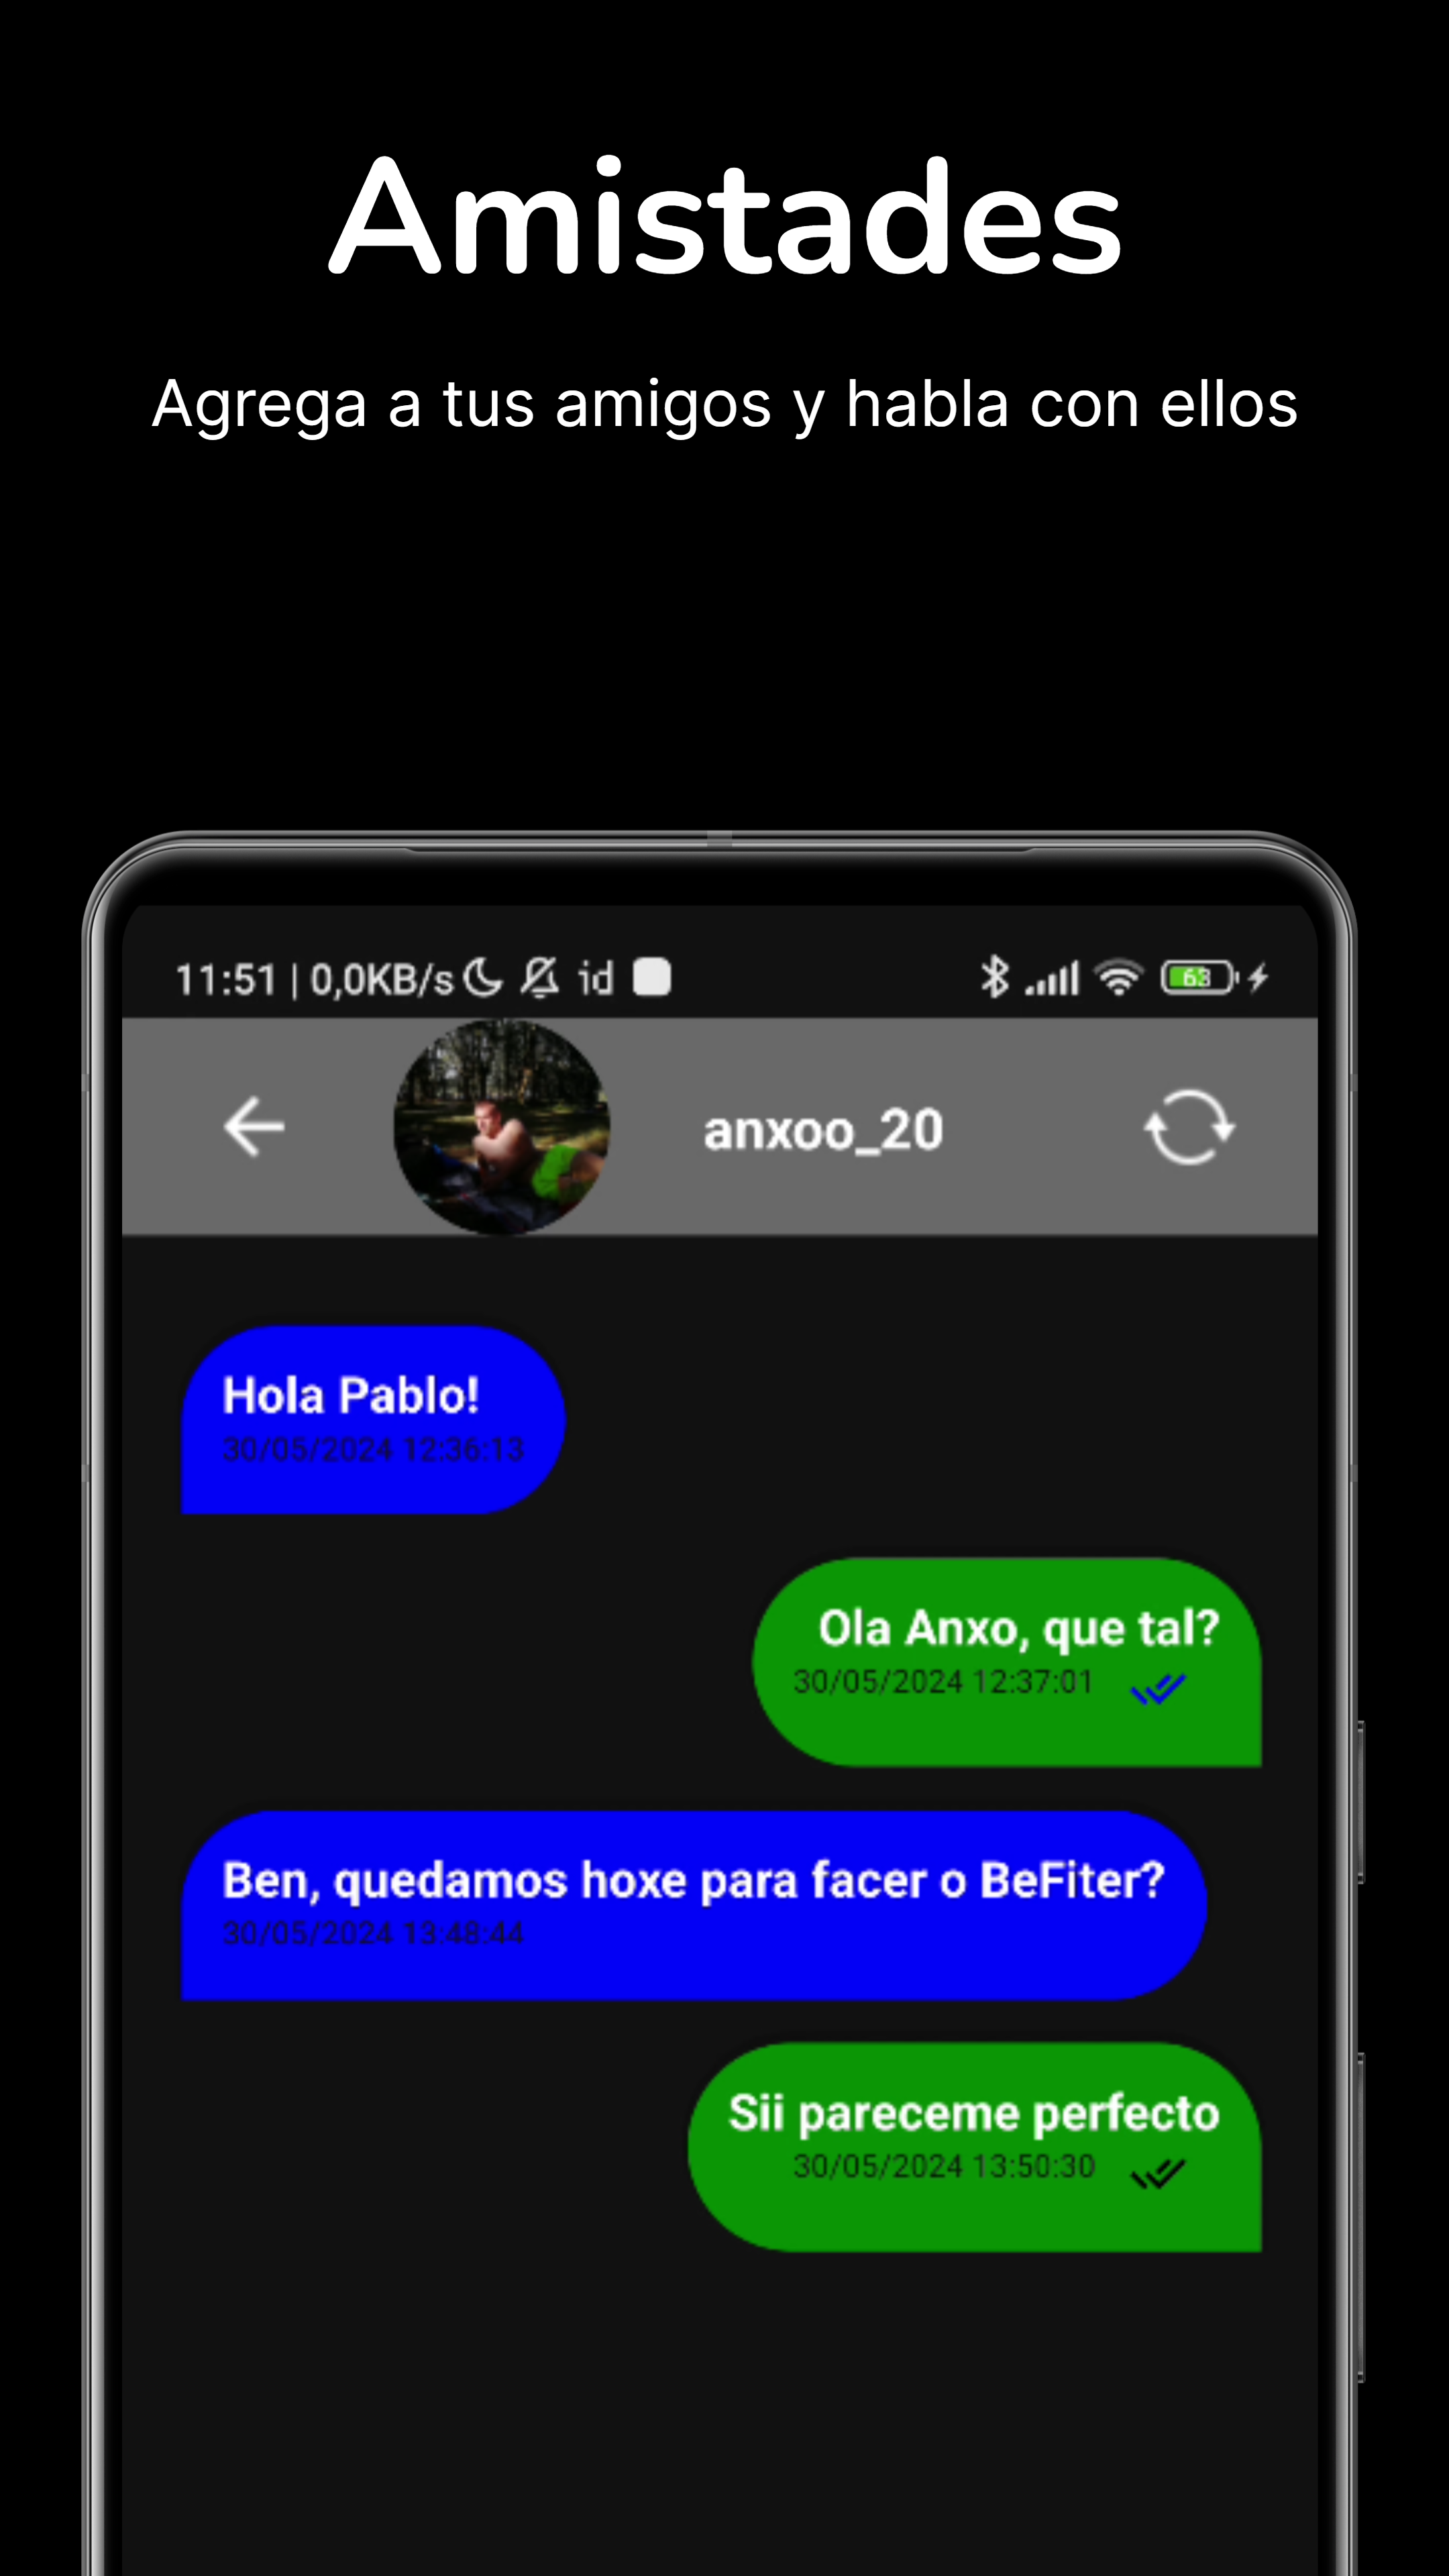 Amistades
Agrega a tus amigos y habla con ellos
11:51 | 0,0KB/s id 63
anxoo_20
Hola Pablo!
30/05/2024 12:36:13
Ola Anxo, que tal?
30/05/2024 12:37:01
Ben, quedamos hoxe para facer o BeFiter?
30/05/2024 13:48:44
Sii pareceme perfecto
30/05/2024 13:50:30